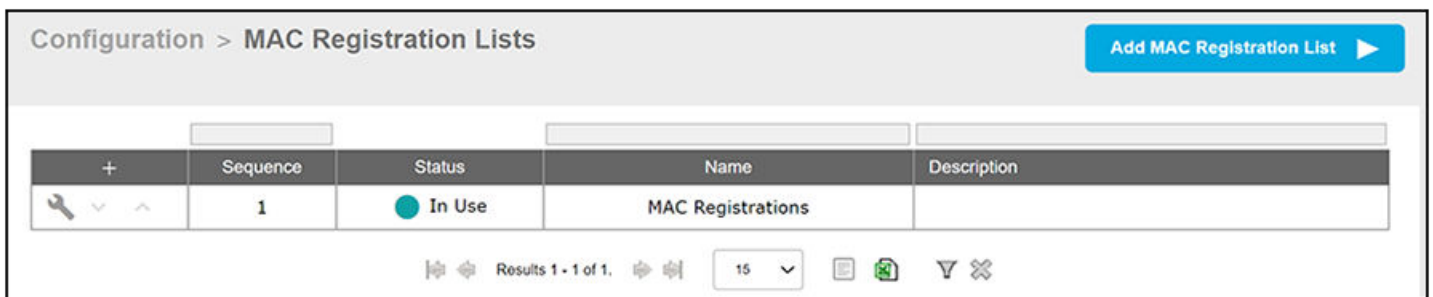 Configuration > MAC Registration Lists
Add MAC Registration List
+ Sequence Status Name Description
1 In Use MAC Registrations
Results 1 - 1 of 1. 15